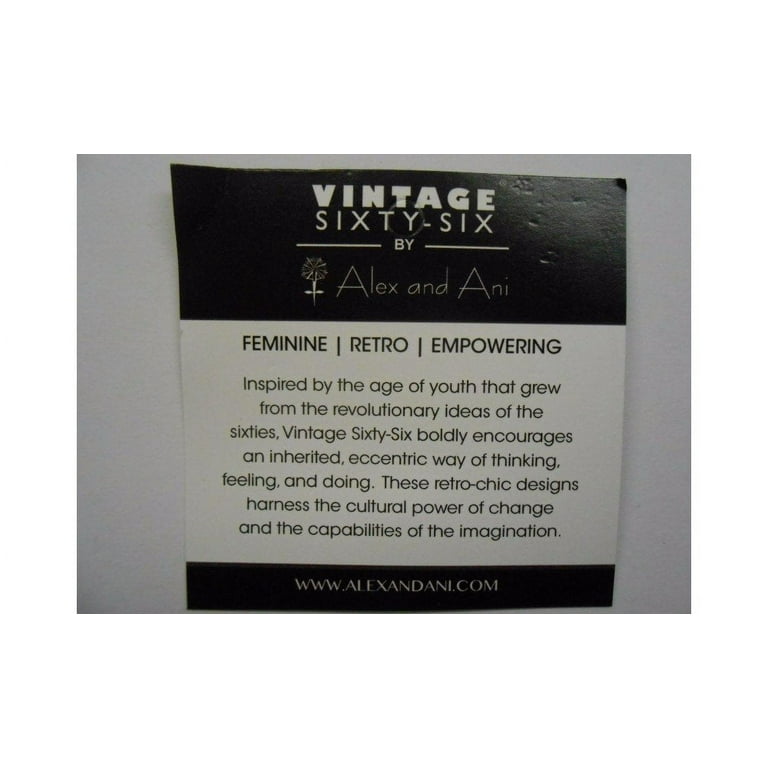 VINTAGE
SIXTY-SIX
BY
Alex and Ani
FEMININE | RETRO | EMPOWERING
Inspired by the age of youth that grew
from the revolutionary ideas of the
sixties, Vintage Sixty-Six boldly encourages
an inherited, eccentric way of thinking,
feeling, and doing. These retro-chic designs
harness the cultural power of change
and the capabilities of the imagination.
WWW.ALEXANDANI.COM